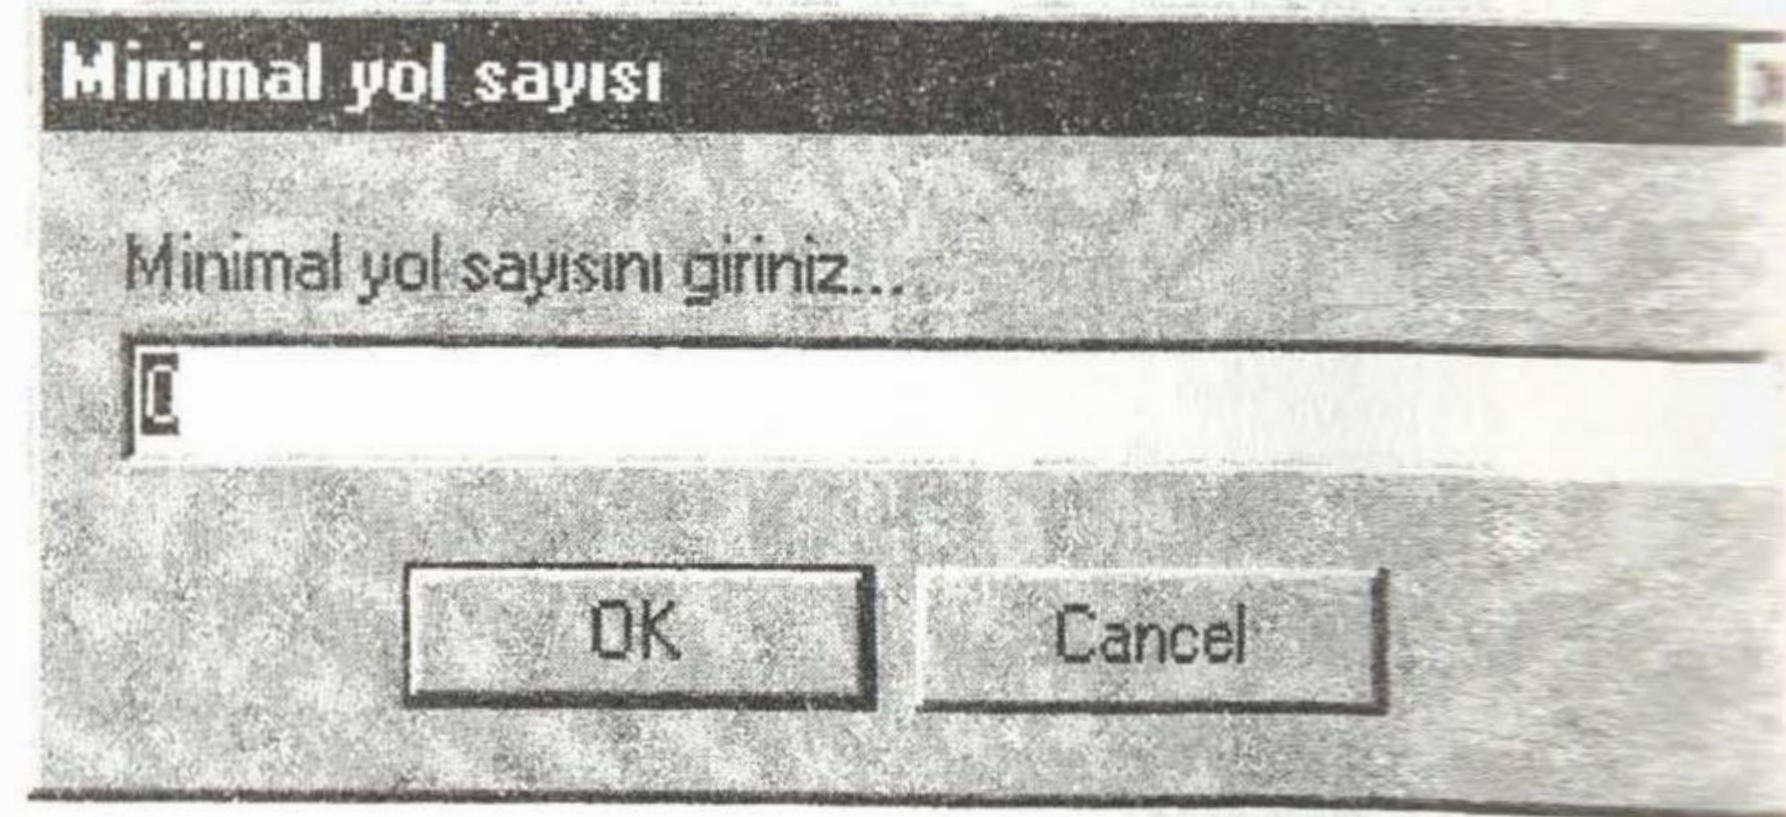 Minimal yol sayısı
Minimal yol sayısını giriniz...
0
OK
Cancel